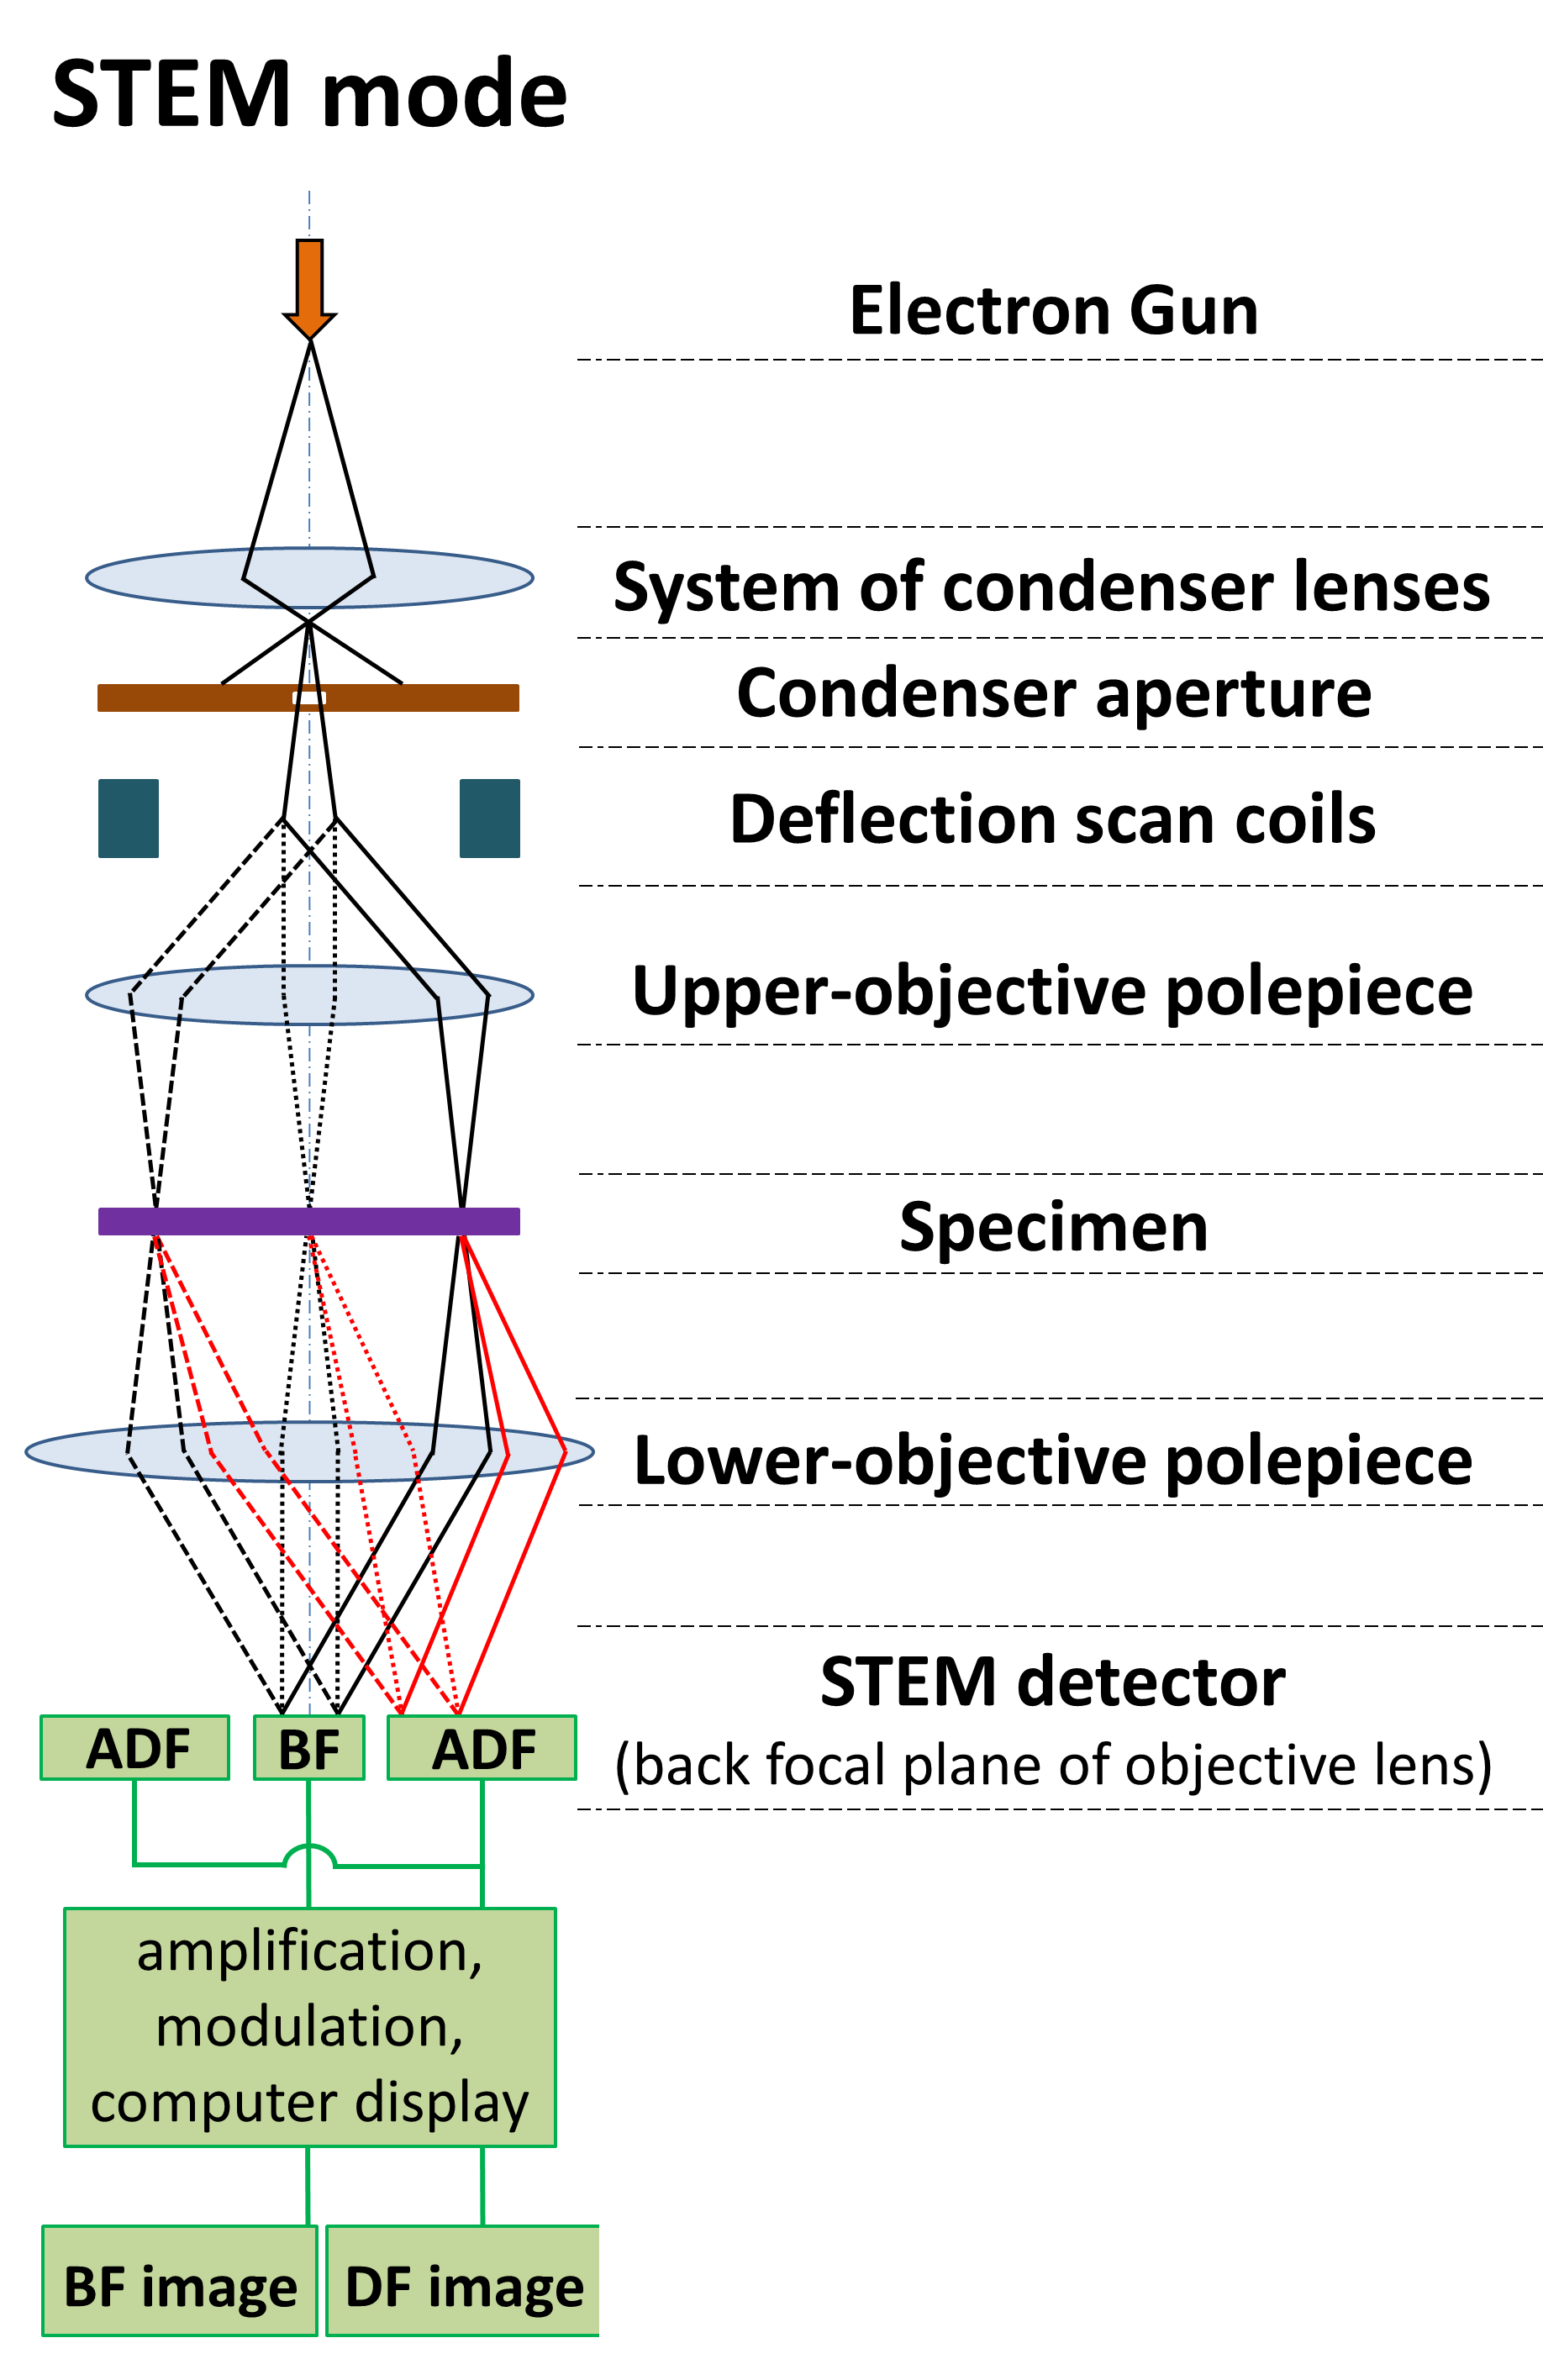 STEM mode
Electron Gun
System of condenser lenses
Condenser aperture
Deflection scan coils
Upper-objective polepiece
Specimen
Lower-objective polepiece
STEM detector
(back focal plane of objective lens)
ADF BF ADF
amplification,
modulation,
computer display
BF image DF image